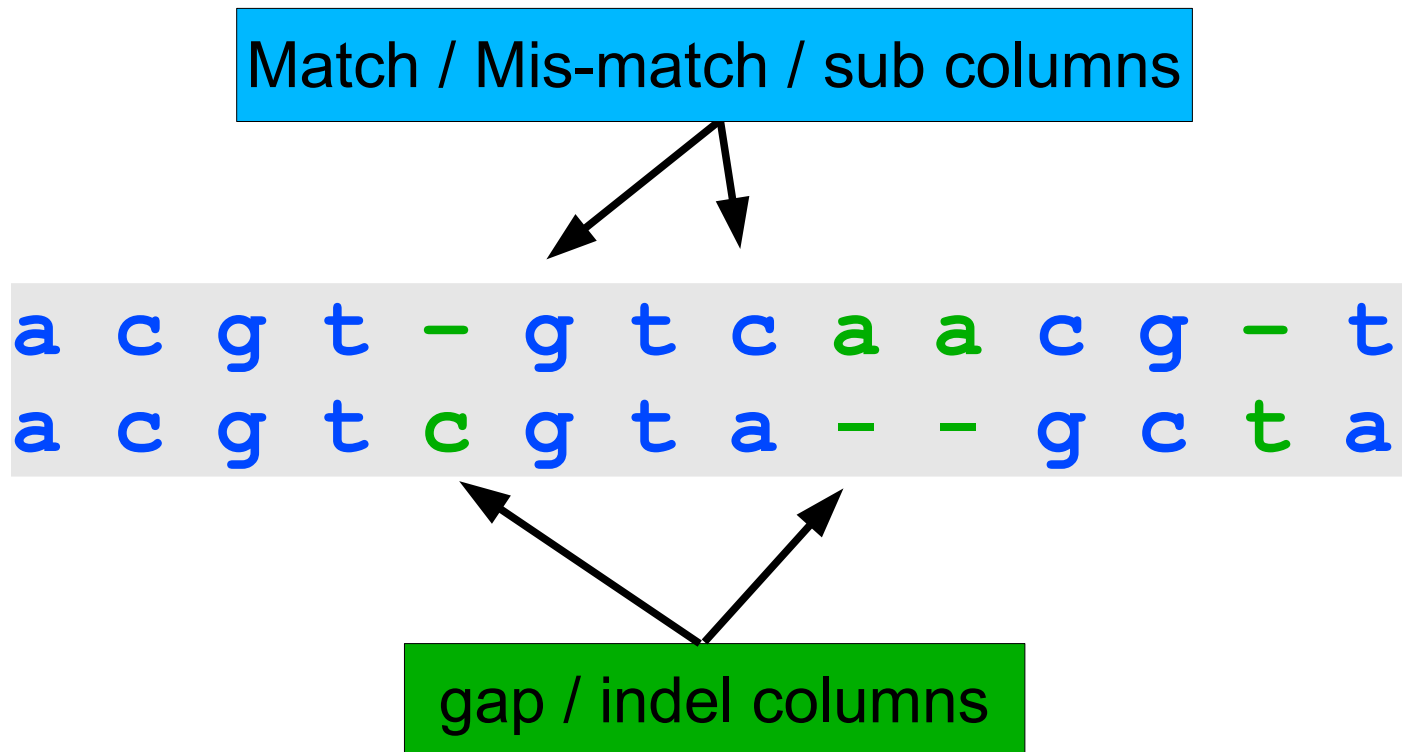 Match / Mis-match / sub columns
a c g t - g t c a a c g - t
a c g t c g t a - - g c t a
gap / indel columns